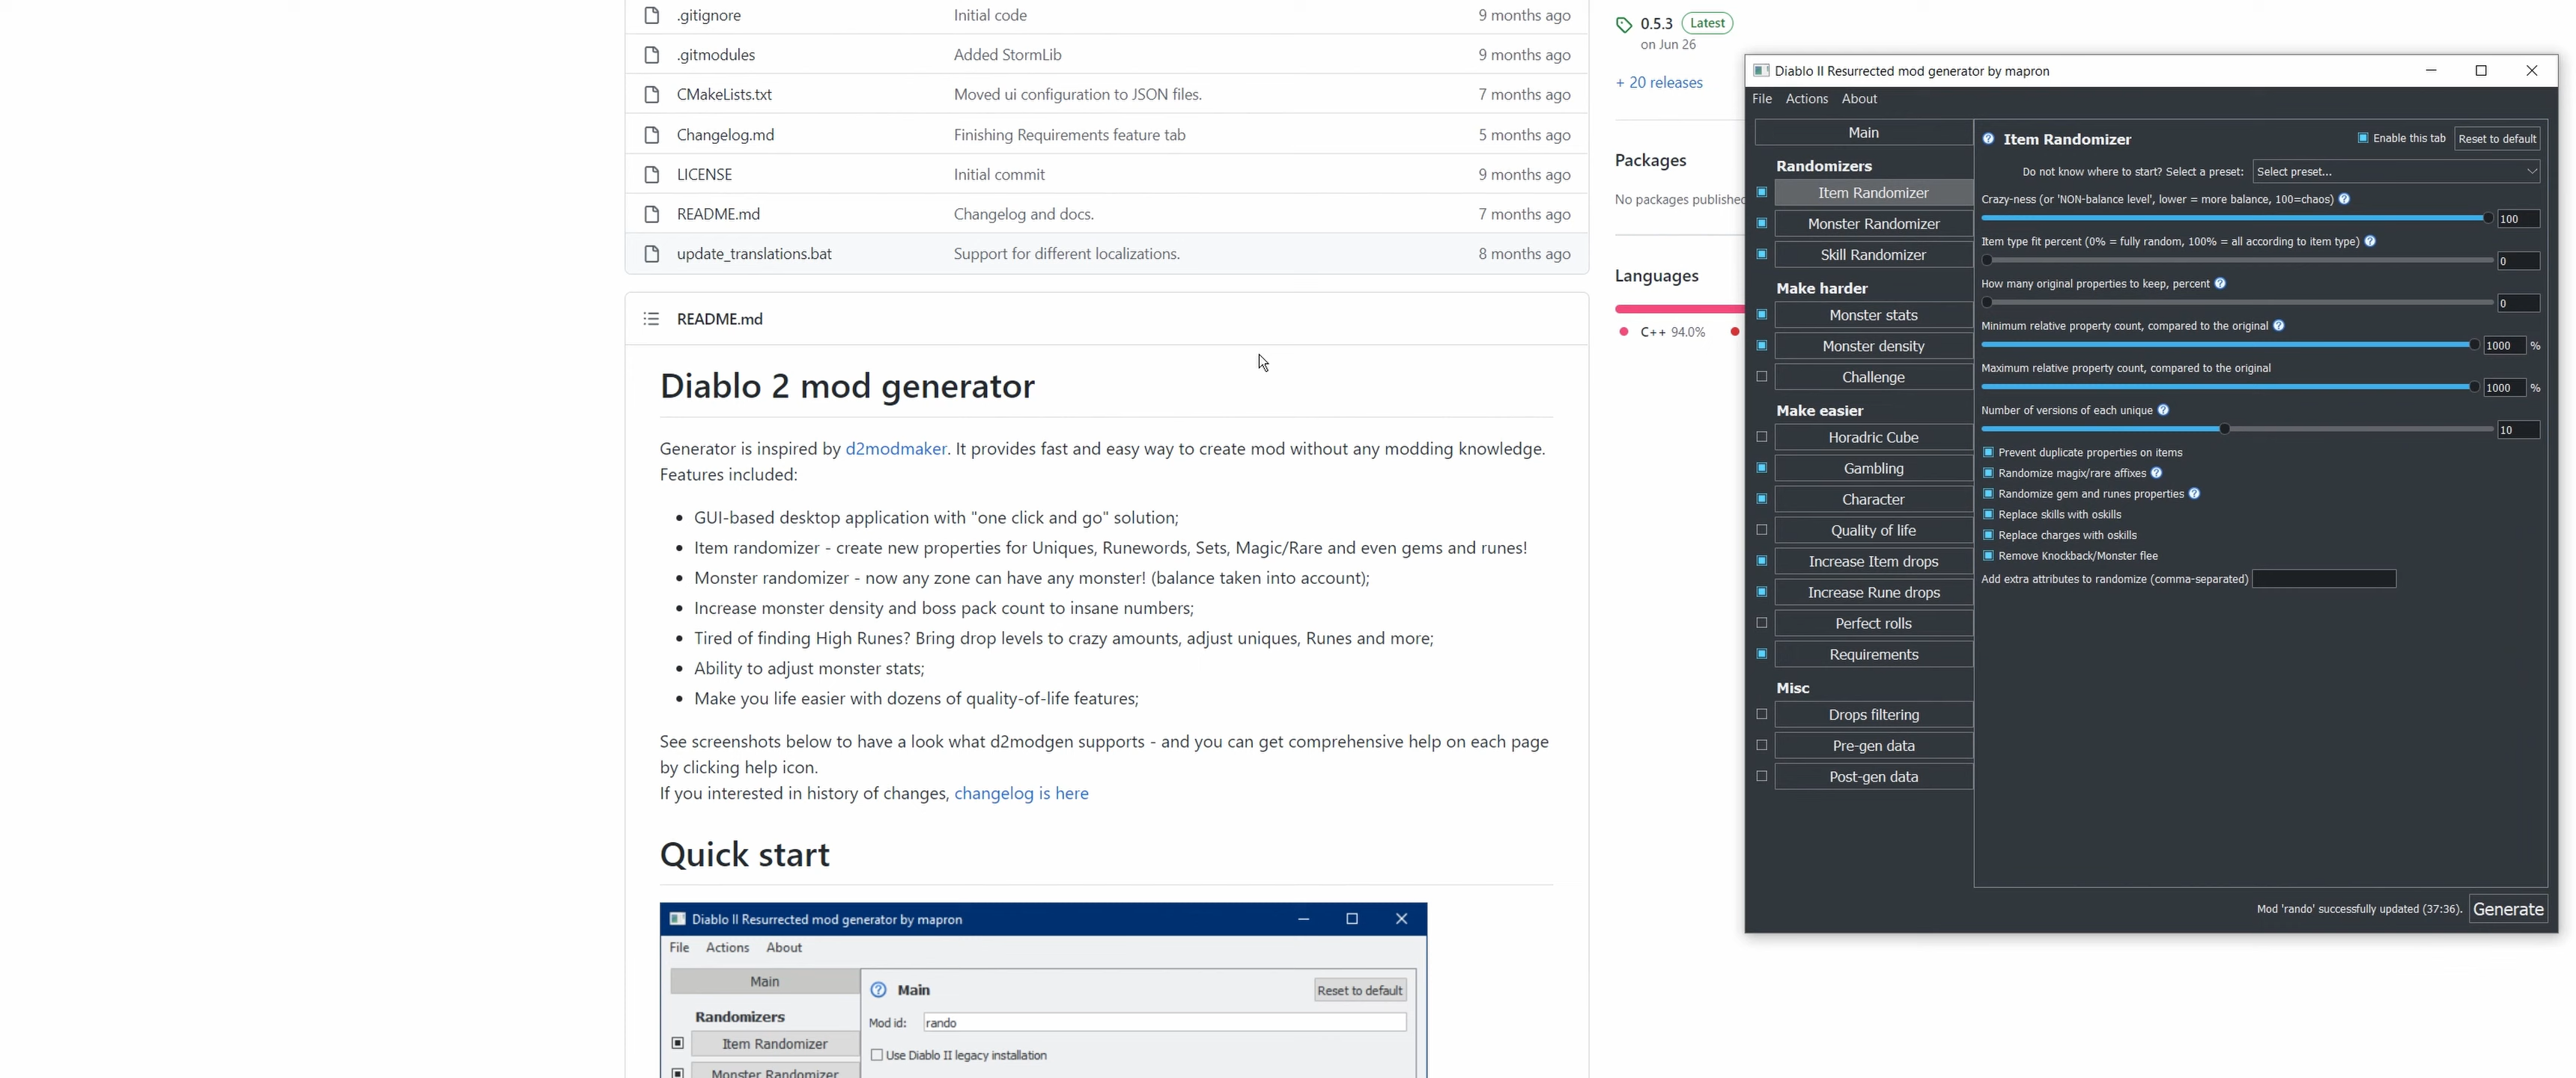 .gitignore Initial code 9 months ago
.gitmodules Added StormLib 9 months ago
CMakeLists.txt Moved ui configuration to JSON files. 7 months ago
Changelog.md Finishing Requirements feature tab 5 months ago
LICENSE Initial commit 9 months ago
README.md Changelog and docs. 7 months ago
update_translations.bat Support for different localizations. 8 months ago
README.md
Diablo 2 mod generator
Generator is inspired by d2modmaker. It provides fast and easy way to create mod without any modding knowledge.
Features included:
• GUI-based desktop application with "one click and go" solution;
• Item randomizer - create new properties for Uniques, Runewords, Sets, Magic/Rare and even gems and runes!
• Monster randomizer - now any zone can have any monster! (balance taken into account);
• Increase monster density and boss pack count to insane numbers;
• Tired of finding High Runes? Bring drop levels to crazy amounts, adjust uniques, Runes and more;
• Ability to adjust monster stats;
• Make you life easier with dozens of quality-of-life features;
See screenshots below to have a look what d2modgen supports - and you can get comprehensive help on each page
by clicking help icon.
If you interested in history of changes, changelog is here
Quick start
Diablo II Resurrected mod generator by mapron
File Actions About
Main
Randomizers
Item Randomizer
Monster Randomizer
Main Reset to default
Mod id: rando
Use Diablo II legacy installation
0.5.3 Latest
on Jun 26
+ 20 releases
Packages
No packages published
Languages
C++ 94.0%
Diablo II Resurrected mod generator by mapron
File Actions About
Main
Randomizers
Item Randomizer
Monster Randomizer
Skill Randomizer
Make harder
Monster stats
Monster density
Challenge
Make easier
Horadric Cube
Gambling
Character
Quality of life
Increase Item drops
Increase Rune drops
Perfect rolls
Requirements
Misc
Drops filtering
Pre-gen data
Post-gen data
Item Randomizer Enable this tab Reset to default
Do not know where to start? Select a preset: Select preset...
Crazy-ness (or 'NON-balance level', lower = more balance, 100=chaos)
100
Item type fit percent (0% = fully random, 100% = all according to item type)
0
How many original properties to keep, percent
0
Minimum relative property count, compared to the original
1000 %
Maximum relative property count, compared to the original
1000 %
Number of versions of each unique
10
Prevent duplicate properties on items
Randomize magix/rare affixes
Randomize gem and runes properties
Replace skills with oskills
Replace charges with oskills
Remove Knockback/Monster flee
Add extra attributes to randomize (comma-separated)
Mod 'rando' successfully updated (37:36). Generate